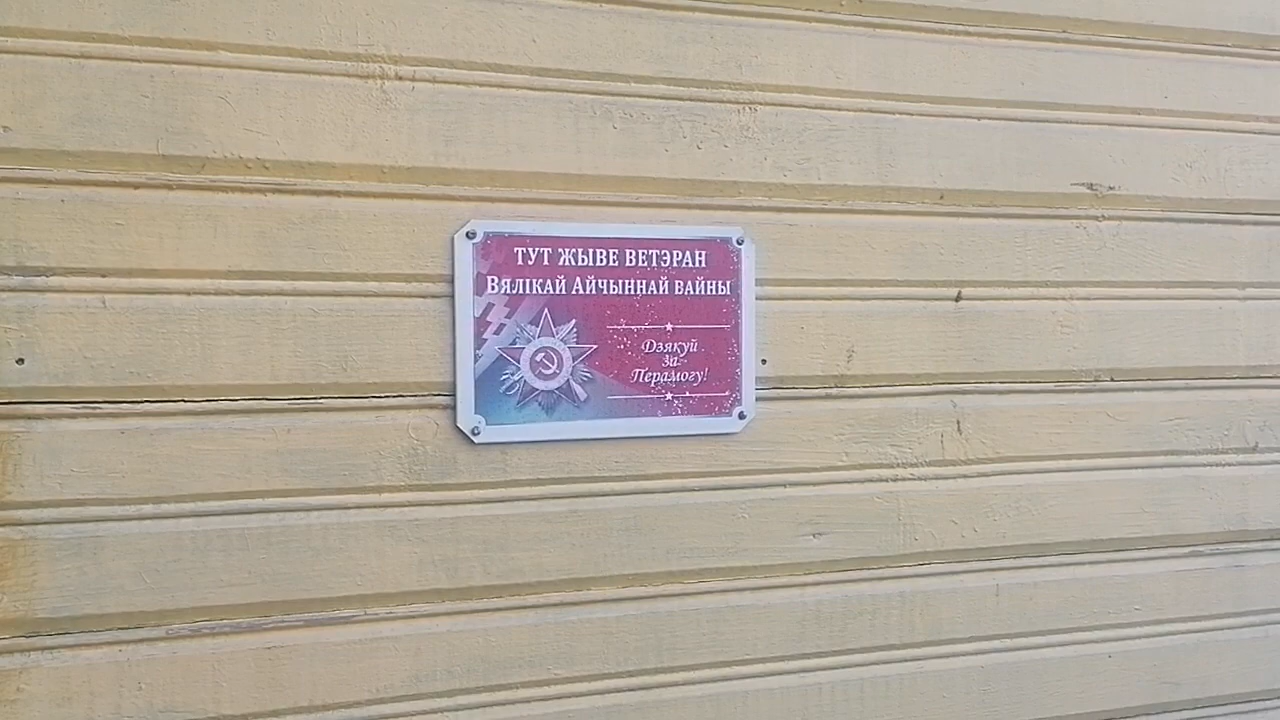 ТУТ ЖЫВЕ ВЕТЭРАН
ВЯЛІКАЙ АЙЧЫННАЙ ВАЙНЫ
Дзякуй
за
Перамогу!